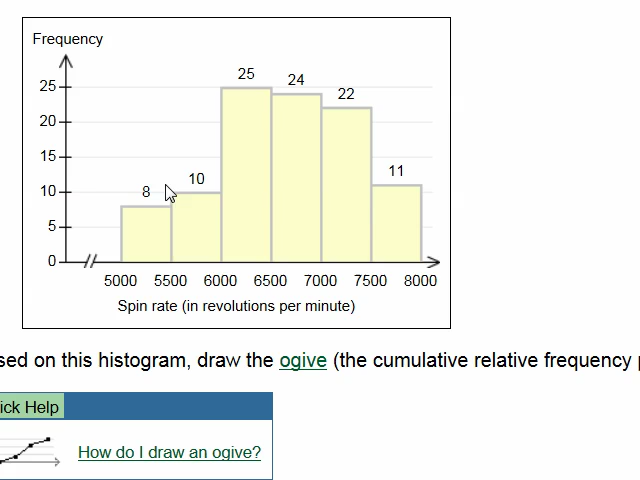 Frequency
25
24
22
25
20
15
11
10
10
8
5
0
5000 5500 6000 6500 7000 7500 8000
Spin rate (in revolutions per minute)
sed on this histogram, draw the ogive (the cumulative relative frequency p
ick Help
How do I draw an ogive?